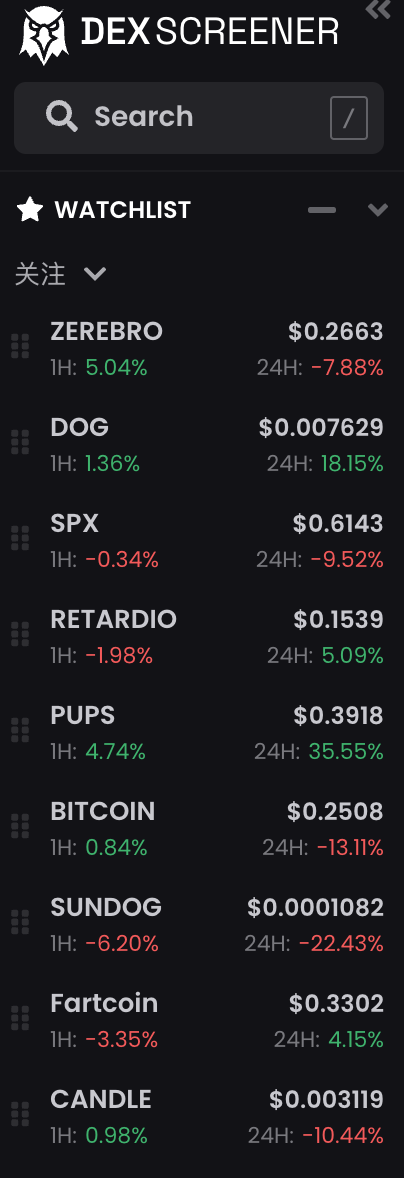 DEX SCREENER
Search /
WATCHLIST
关注
ZEREBRO $0.2663
1H: 5.04% 24H: -7.88%
DOG $0.007629
1H: 1.36% 24H: 18.15%
SPX $0.6143
1H: -0.34% 24H: -9.52%
RETARDIO $0.1539
1H: -1.98% 24H: 5.09%
PUPS $0.3918
1H: 4.74% 24H: 35.55%
BITCOIN $0.2508
1H: 0.84% 24H: -13.11%
SUNDOG $0.0001082
1H: -6.20% 24H: -22.43%
Fartcoin $0.3302
1H: -3.35% 24H: 4.15%
CANDLE $0.003119
1H: 0.98% 24H: -10.44%